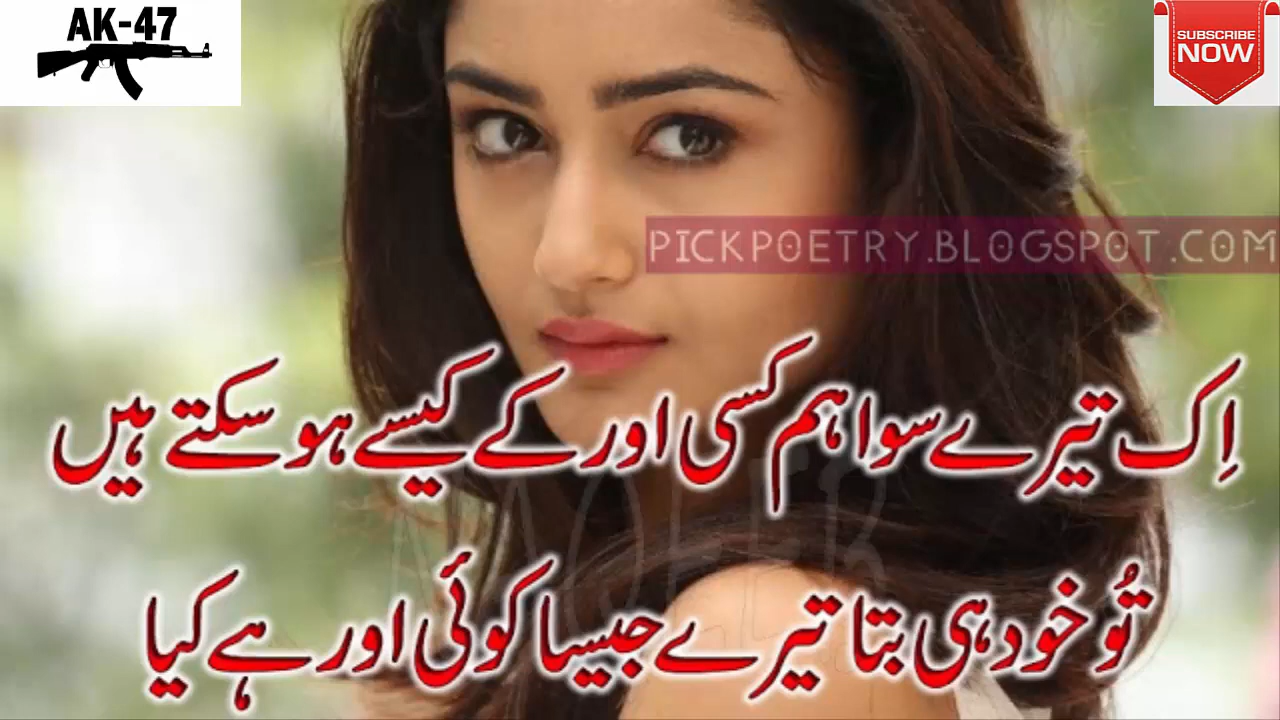 AK-47
SUBSCRIBE
NOW
PICKPOETRY.BLOGSPOT.COM
اِک تیرے سوا ہم کسی اور کے کیسے ہو سکتے ہیں
تُو خود ہی بتا تیرے جیسا کوئی اور ہے کیا